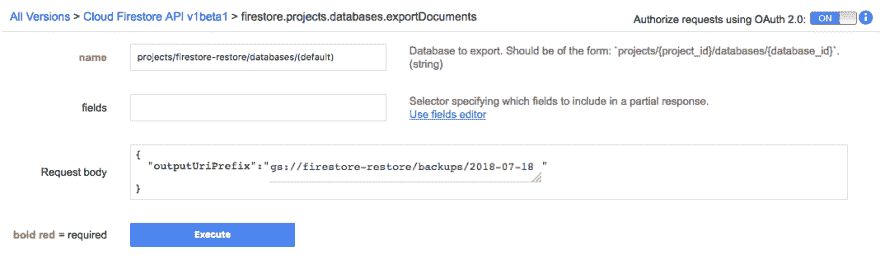 All Versions > Cloud Firestore API v1beta1 > firestore.projects.databases.exportDocuments
Authorize requests using OAuth 2.0: ON i
name
projects/firestore-restore/databases/(default)
Database to export. Should be of the form: `projects/{project_id}/databases/{database_id}`.
(string)
fields
Selector specifying which fields to include in a partial response.
Use fields editor
Request body
{
"outputUriPrefix":"gs://firestore-restore/backups/2018-07-18 "
}
bold red = required
Execute